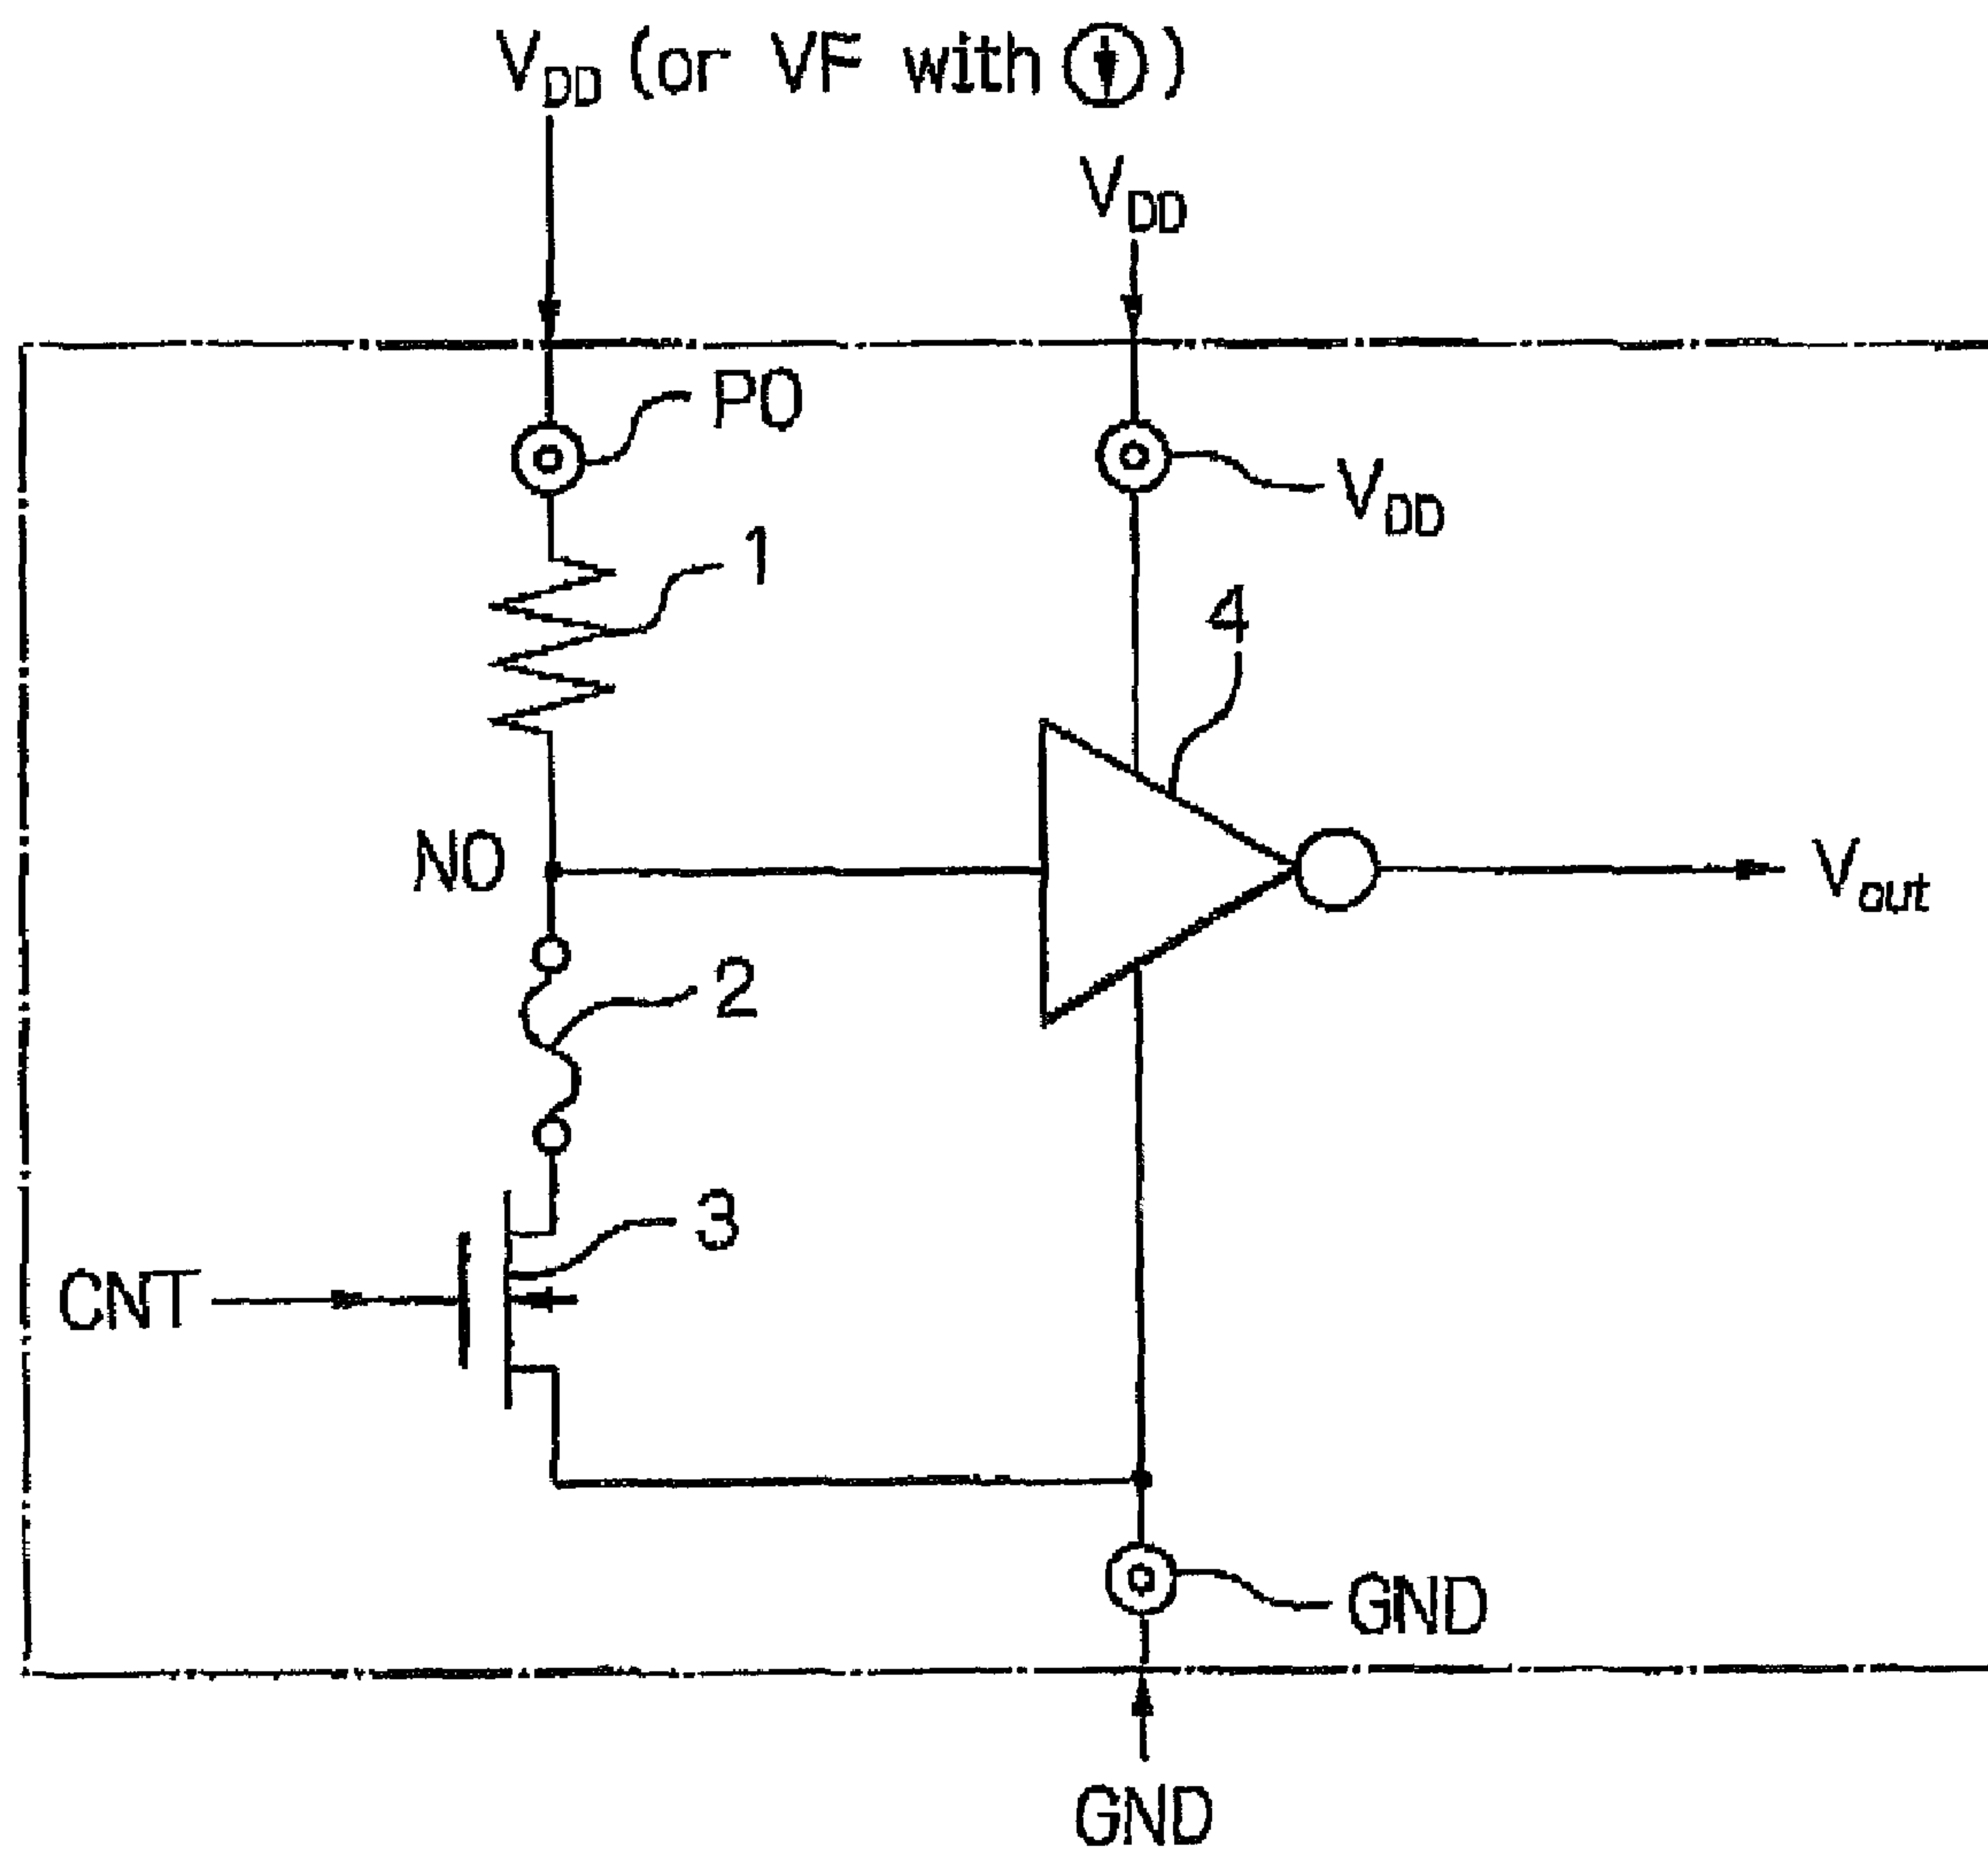 VDD (or VF with )
VDD
P0
VDD
1
4
N0
Vout
2
3
CNT
GND
GND